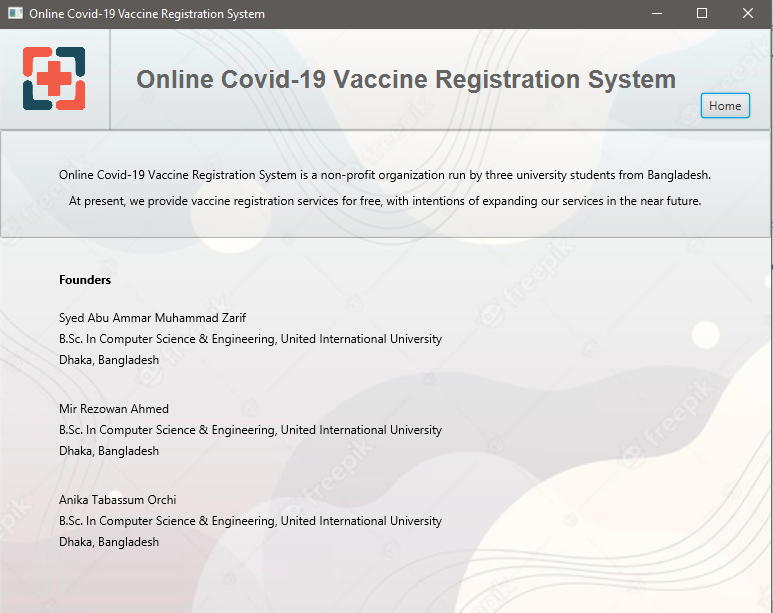 Online Covid-19 Vaccine Registration System
Online Covid-19 Vaccine Registration System
Home
Online Covid-19 Vaccine Registration System is a non-profit organization run by three university students from Bangladesh.
At present, we provide vaccine registration services for free, with intentions of expanding our services in the near future.
Founders
Syed Abu Ammar Muhammad Zarif
B.Sc. In Computer Science & Engineering, United International University
Dhaka, Bangladesh
Mir Rezowan Ahmed
B.Sc. In Computer Science & Engineering, United International University
Dhaka, Bangladesh
Anika Tabassum Orchi
B.Sc. In Computer Science & Engineering, United International University
Dhaka, Bangladesh
freepik
freepik
freepik